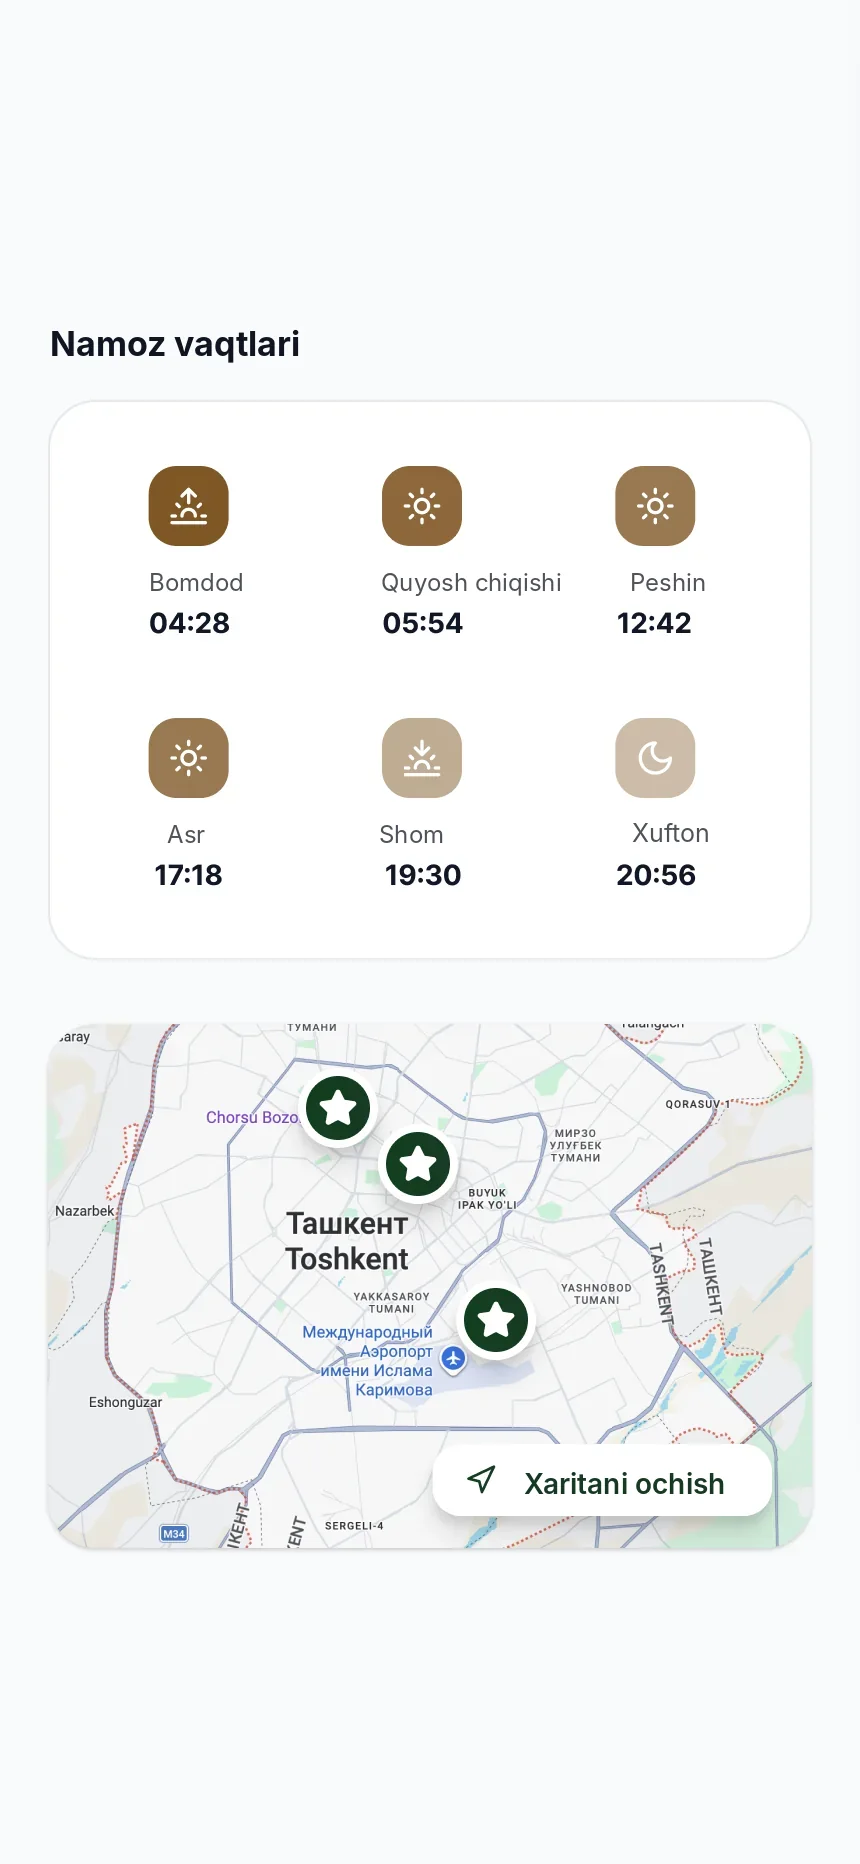 Namoz vaqtlari
Bomdod
04:28
Quyosh chiqishi
05:54
Peshin
12:42
Asr
17:18
Shom
19:30
Xufton
20:56
ТУМАНИ
Chorsu Bozo
QORASUV-1
МИРЗО
УЛУҒБЕК
ТУМАНИ
BUYUK
IPAK YO'LI
Nazarbek
Ташкент
Toshkent
TASHKENT
ТАШКЕНТ
YAKKASAROY
TUMANI
YASHNOBOD
TUMANI
Международный
Аэропорт
имени Ислама
Каримова
Eshonguzar
Xaritani ochish
M34
SERGELI-4